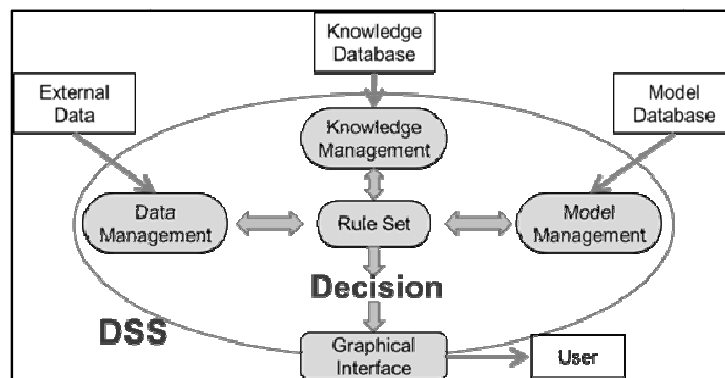 Knowledge
Database
External
Data
Model
Database
Knowledge
Management
Data
Management
Rule Set
Model
Management
Decision
DSS
Graphical
Interface
User